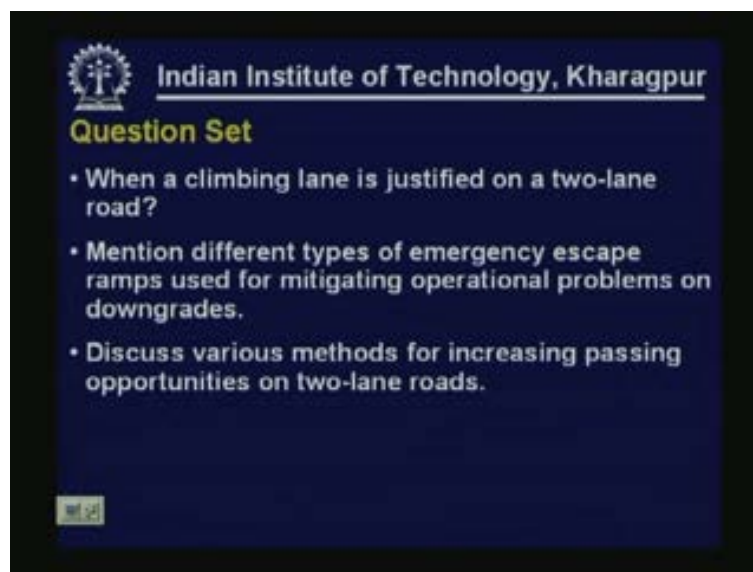 Indian Institute of Technology, Kharagpur
Question Set
• When a climbing lane is justified on a two-lane
road?
• Mention different types of emergency escape
ramps used for mitigating operational problems on
downgrades.
• Discuss various methods for increasing passing
opportunities on two-lane roads.